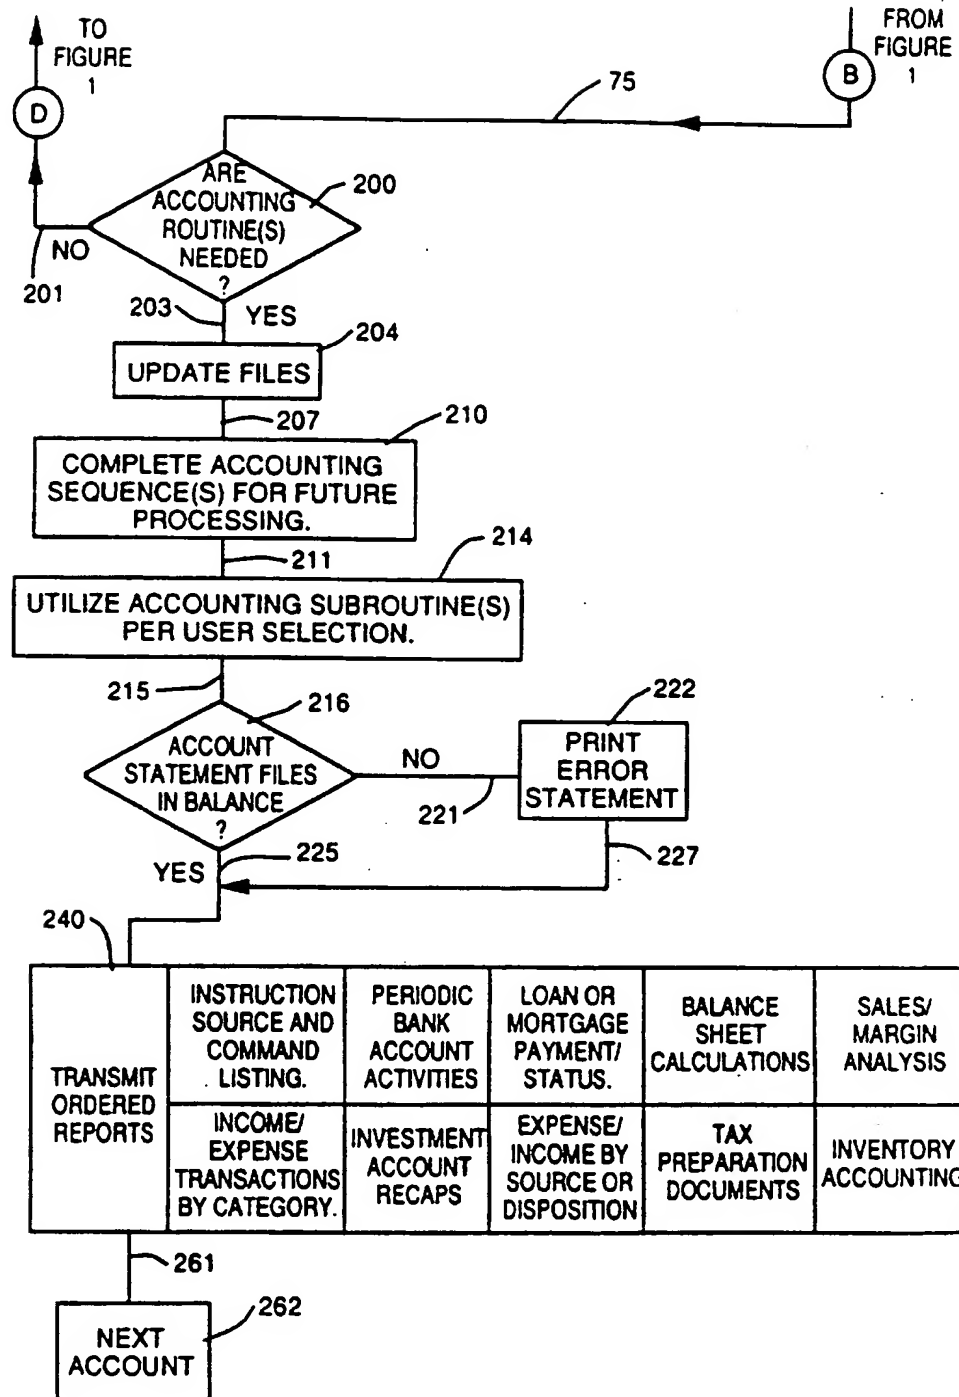 TO
FIGURE
1
D
FROM
FIGURE
1
B
75
ARE
ACCOUNTING
ROUTINE(S)
NEEDED
?
200
NO
201
203
YES
204
UPDATE FILES
207
210
COMPLETE ACCOUNTING
SEQUENCE(S) FOR FUTURE
PROCESSING.
211
214
UTILIZE ACCOUNTING SUBROUTINE(S)
PER USER SELECTION.
215
216
ACCOUNT
STATEMENT FILES
IN BALANCE
?
NO
221
222
PRINT
ERROR
STATEMENT
YES
225
227
240
TRANSMIT
ORDERED
REPORTS
INSTRUCTION
SOURCE AND
COMMAND
LISTING.
PERIODIC
BANK
ACCOUNT
ACTIVITIES
LOAN OR
MORTGAGE
PAYMENT/
STATUS.
BALANCE
SHEET
CALCULATIONS
SALES/
MARGIN
ANALYSIS
INCOME/
EXPENSE
TRANSACTIONS
BY CATEGORY.
INVESTMENT
ACCOUNT
RECAPS
EXPENSE/
INCOME BY
SOURCE OR
DISPOSITION
TAX
PREPARATION
DOCUMENTS
INVENTORY
ACCOUNTING
261
262
NEXT
ACCOUNT